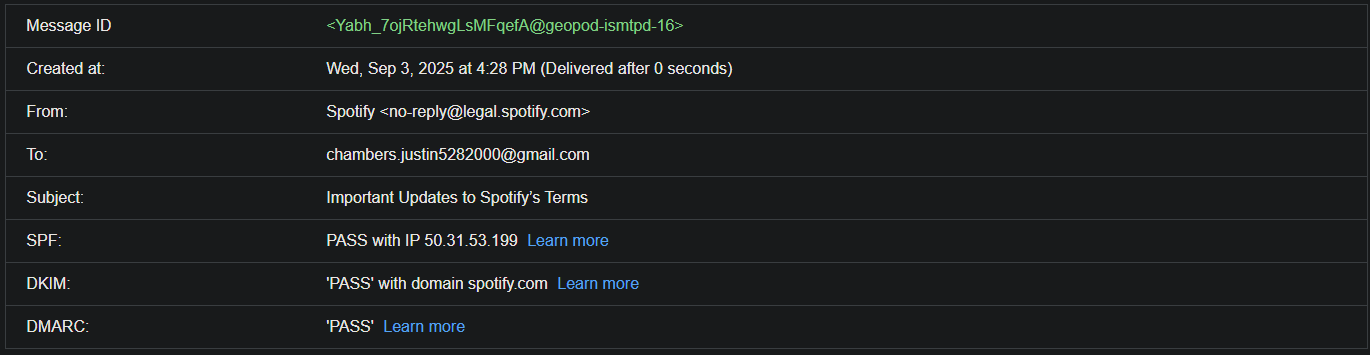 Message ID <Yabh_7ojRtehwgLsMFqefA@geopod-ismtpd-16>
Created at: Wed, Sep 3, 2025 at 4:28 PM (Delivered after 0 seconds)
From: Spotify <no-reply@legal.spotify.com>
To: chambers.justin5282000@gmail.com
Subject: Important Updates to Spotify’s Terms
SPF: PASS with IP 50.31.53.199 Learn more
DKIM: 'PASS' with domain spotify.com Learn more
DMARC: 'PASS' Learn more